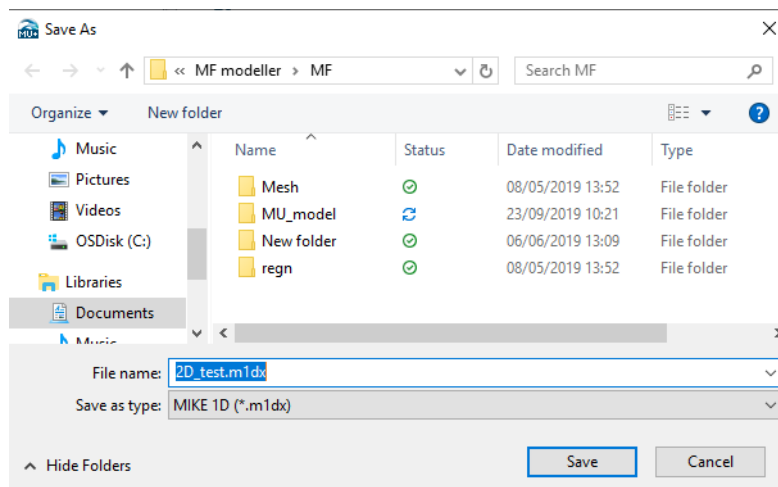 MU+ Save As
« MF modeller > MF Search MF
Organize New folder
Name Status Date modified Type
Music
Pictures
Videos
OSDisk (C:)
Libraries
Documents
Music
Mesh 08/05/2019 13:52 File folder
MU_model 23/09/2019 10:21 File folder
New folder 06/06/2019 13:09 File folder
regn 08/05/2019 13:52 File folder
File name: 2D_test.m1dx
Save as type: MIKE 1D (*.m1dx)
Hide Folders Save Cancel